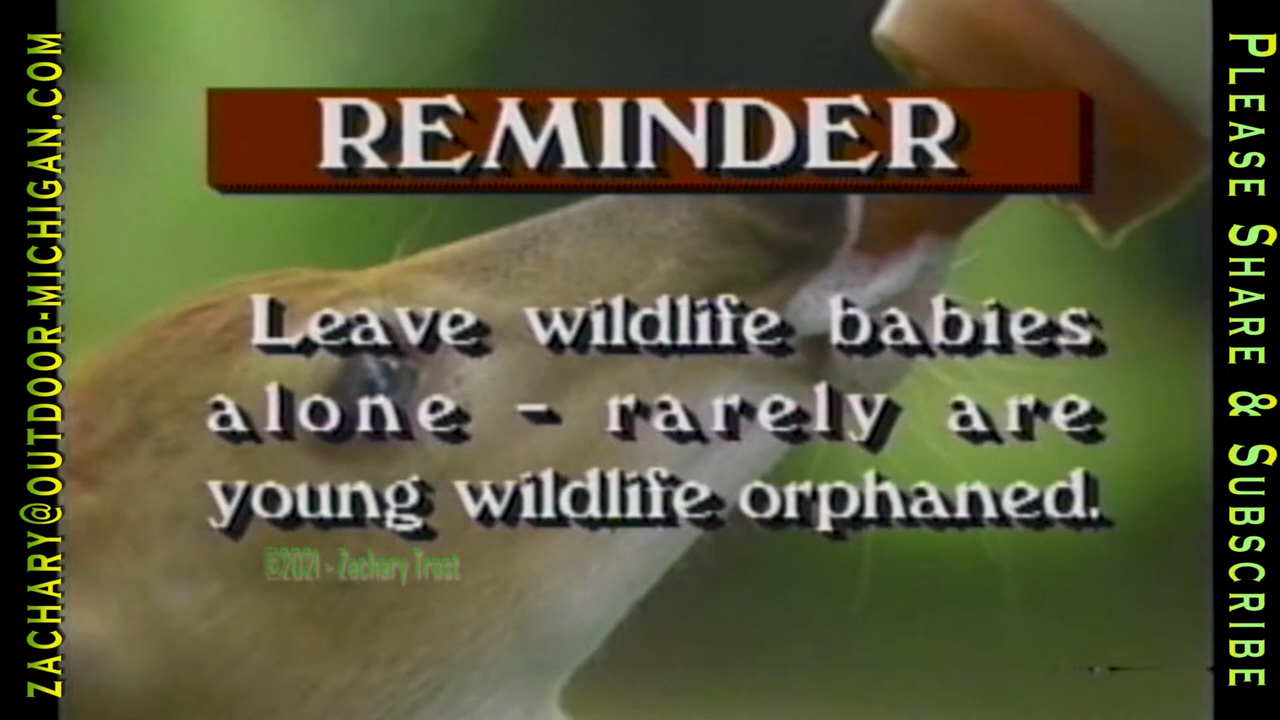 ZACHARY@OUTDOOR-MICHIGAN.COM
REMINDER
Leave wildlife babies
alone - rarely are
young wildlife orphaned.
©2021 - Zachary Trost
PLEASE SHARE & SUBSCRIBE